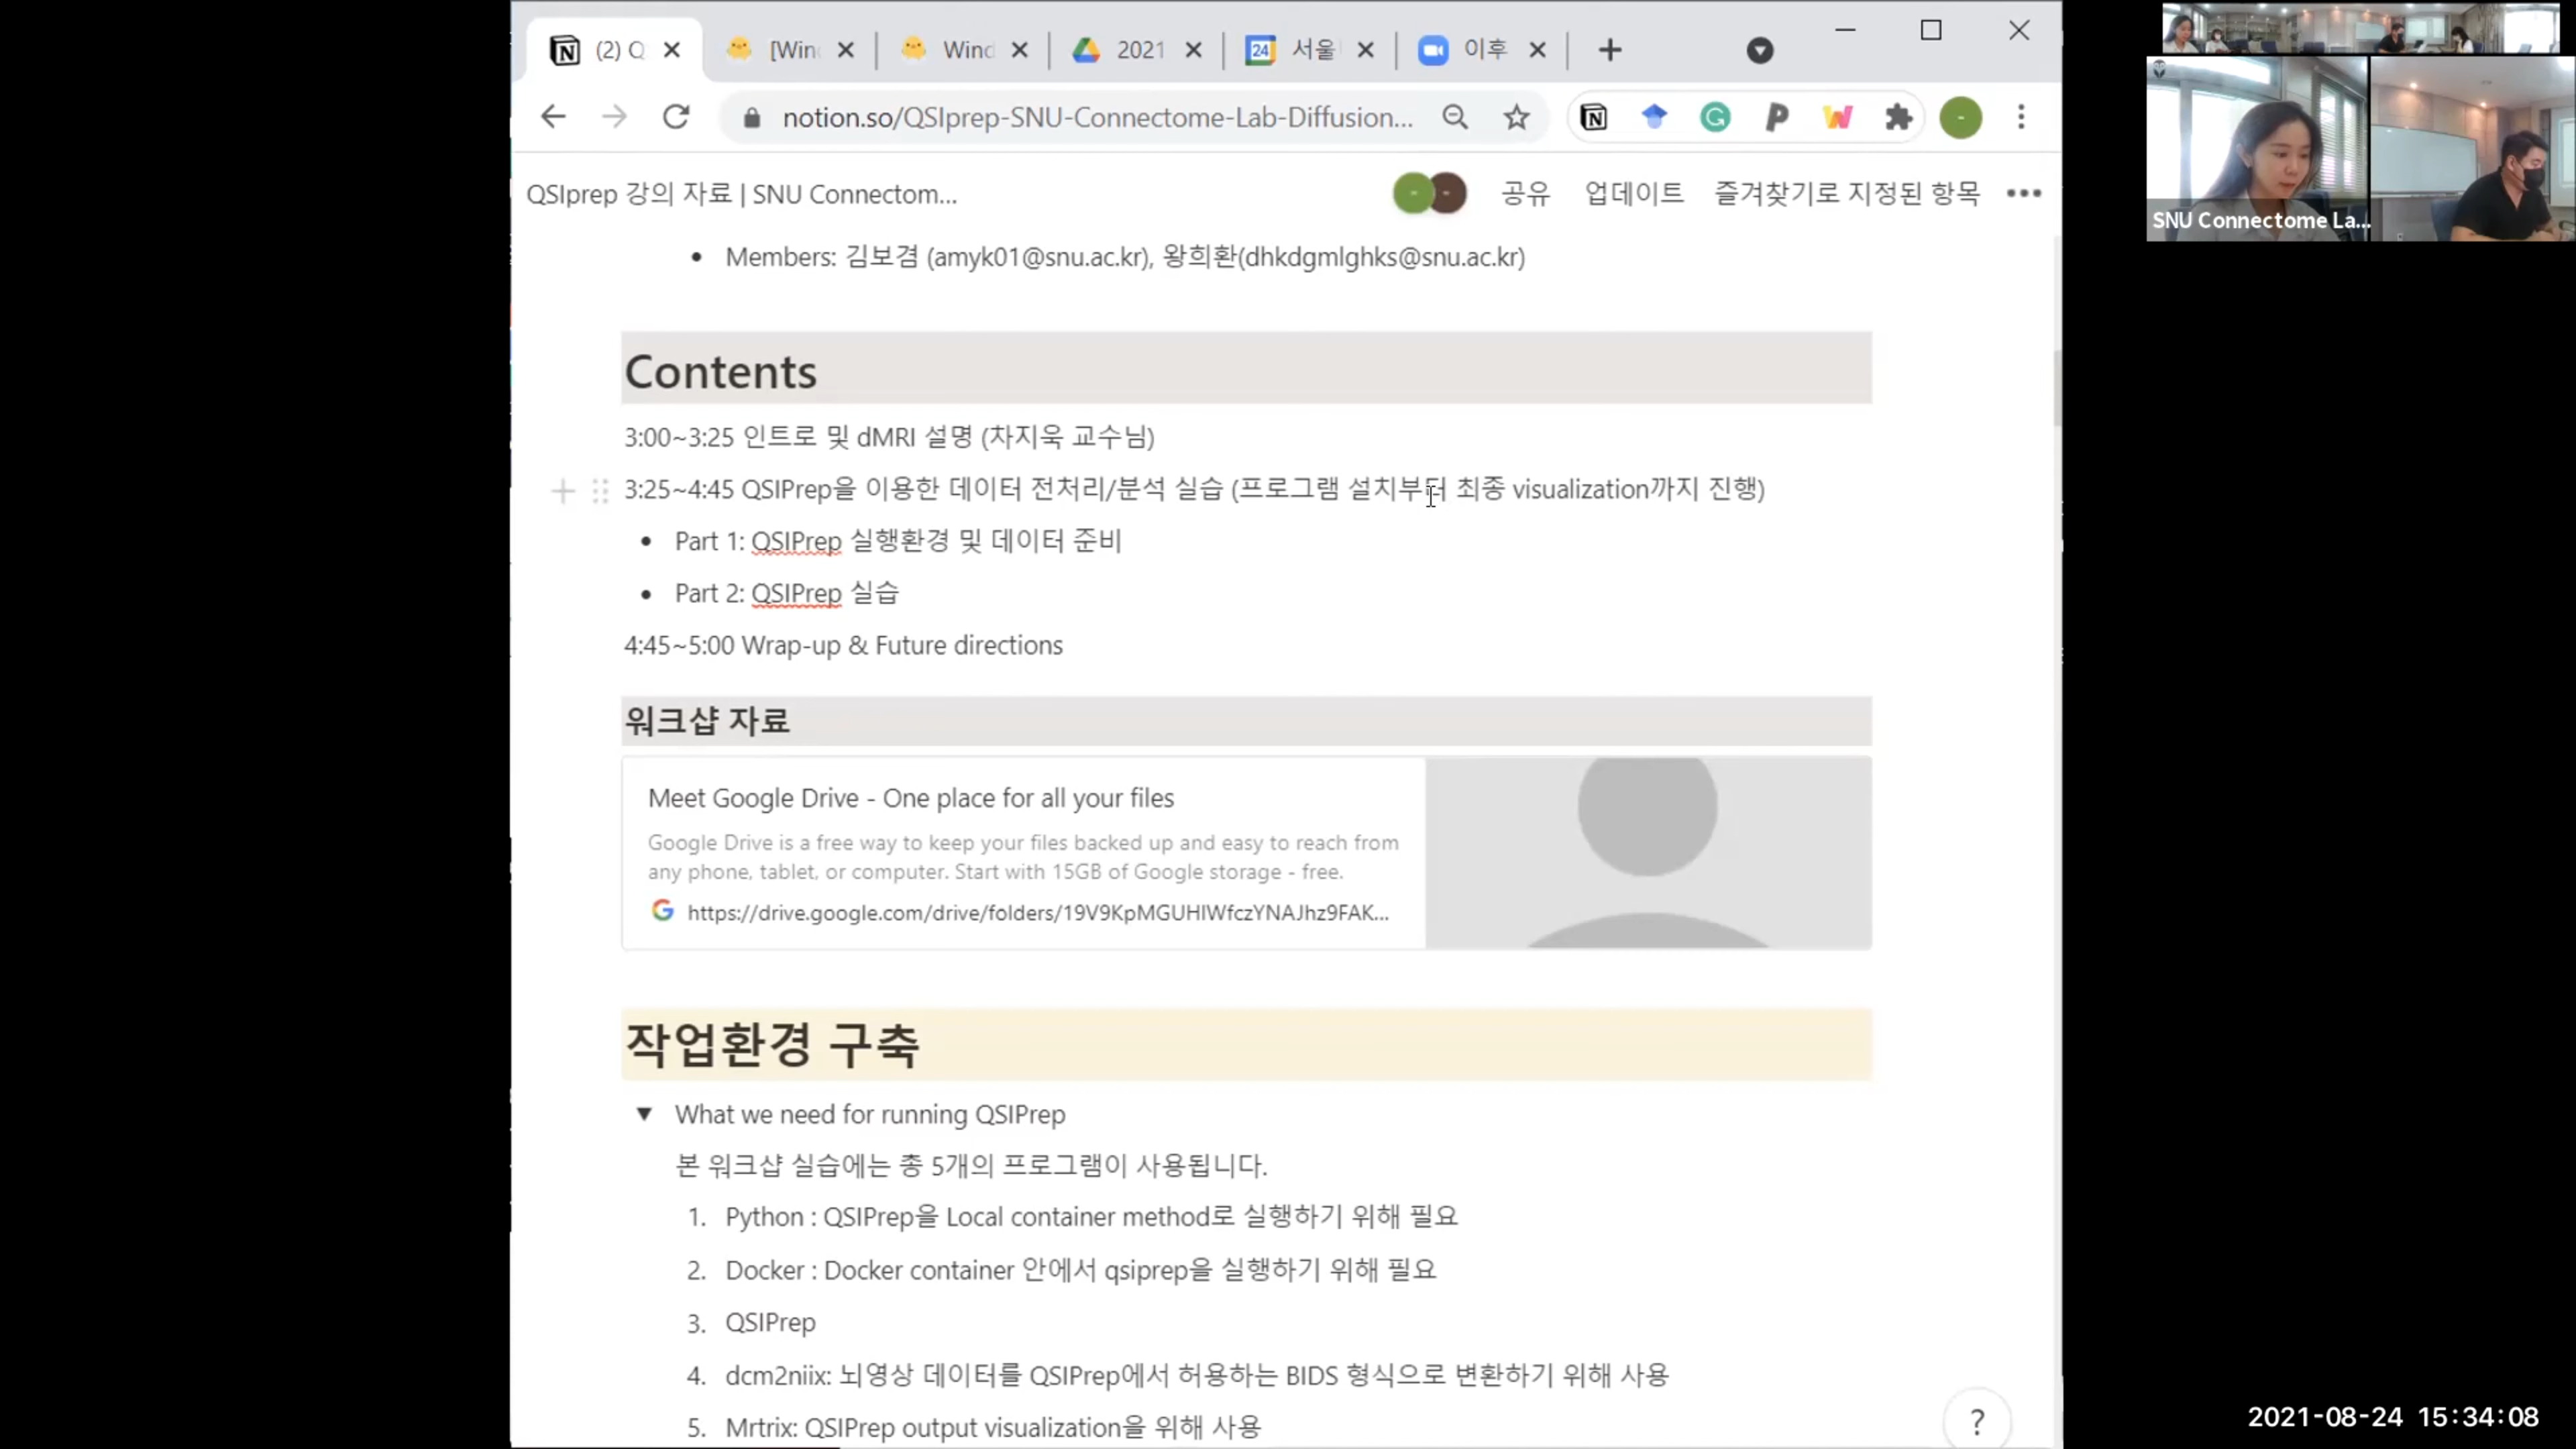 (2) Q
[Win
Wind
2021
24
서울
이후
notion.so/QSIprep-SNU-Connectome-Lab-Diffusion...
QSIprep 강의 자료 | SNU Connectom...
공유
업데이트
즐겨찾기로 지정된 항목
Members: 김보겸 (amyk01@snu.ac.kr), 왕희환(dhkdgmlghks@snu.ac.kr)
Contents
3:00~3:25 인트로 및 dMRI 설명 (차지욱 교수님)
3:25~4:45 QSIPrep을 이용한 데이터 전처리/분석 실습 (프로그램 설치부터 최종 visualization까지 진행)
• Part 1: QSIPrep 실행환경 및 데이터 준비
• Part 2: QSIPrep 실습
4:45~5:00 Wrap-up & Future directions
워크샵 자료
Meet Google Drive - One place for all your files
Google Drive is a free way to keep your files backed up and easy to reach from
any phone, tablet, or computer. Start with 15GB of Google storage - free.
https://drive.google.com/drive/folders/19V9KpMGUHIWfczYNAJhz9FAK...
작업환경 구축
▼ What we need for running QSIPrep
본 워크샵 실습에는 총 5개의 프로그램이 사용됩니다.
1. Python : QSIPrep을 Local container method로 실행하기 위해 필요
2. Docker : Docker container 안에서 qsiprep을 실행하기 위해 필요
3. QSIPrep
4. dcm2niix: 뇌영상 데이터를 QSIPrep에서 허용하는 BIDS 형식으로 변환하기 위해 사용
5. Mrtrix: QSIPrep output visualization을 위해 사용
?
SNU Connectome La...
2021-08-24 15:34:08